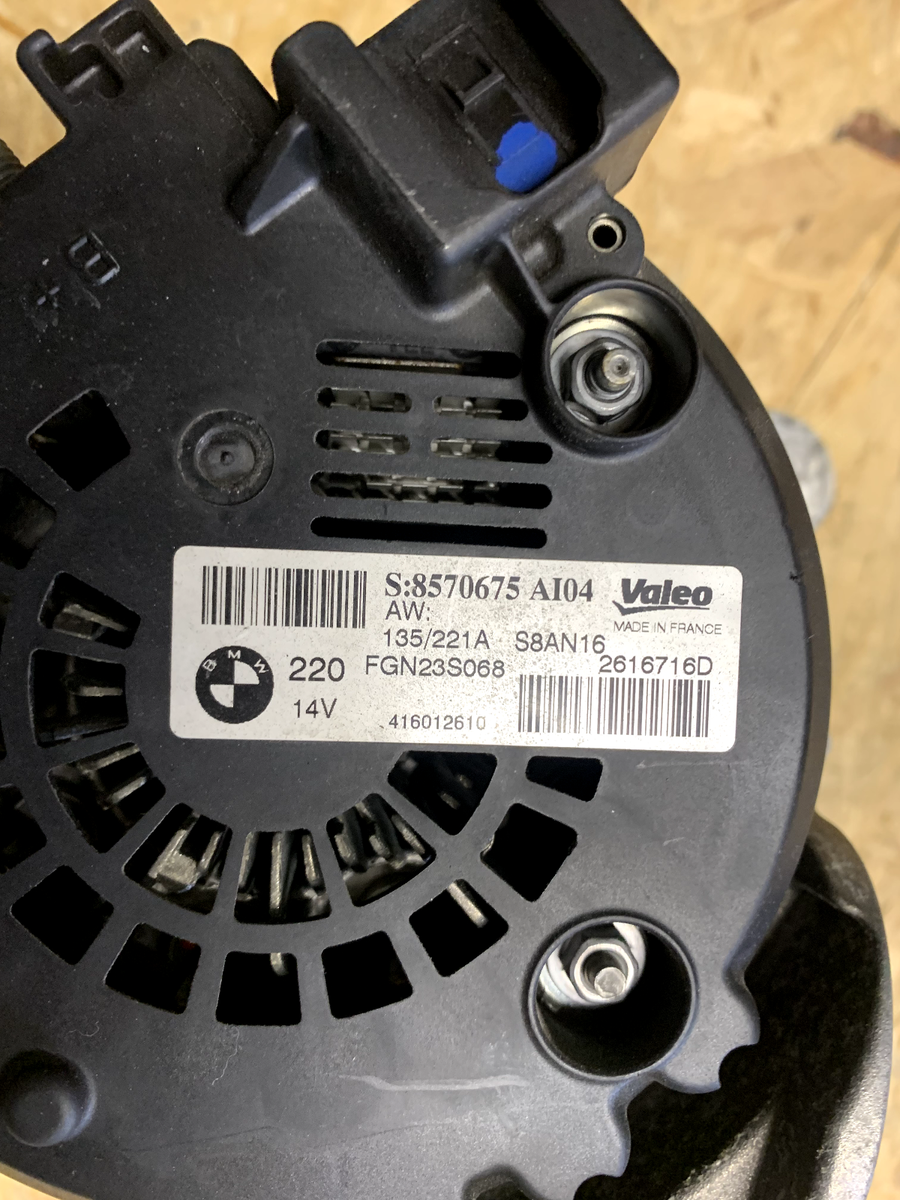 B+
S:8570675 AI04
Valeo
AW:
MADE IN FRANCE
135/221A S8AN16
BMW
220 FGN23S068 2616716D
14V 416012610